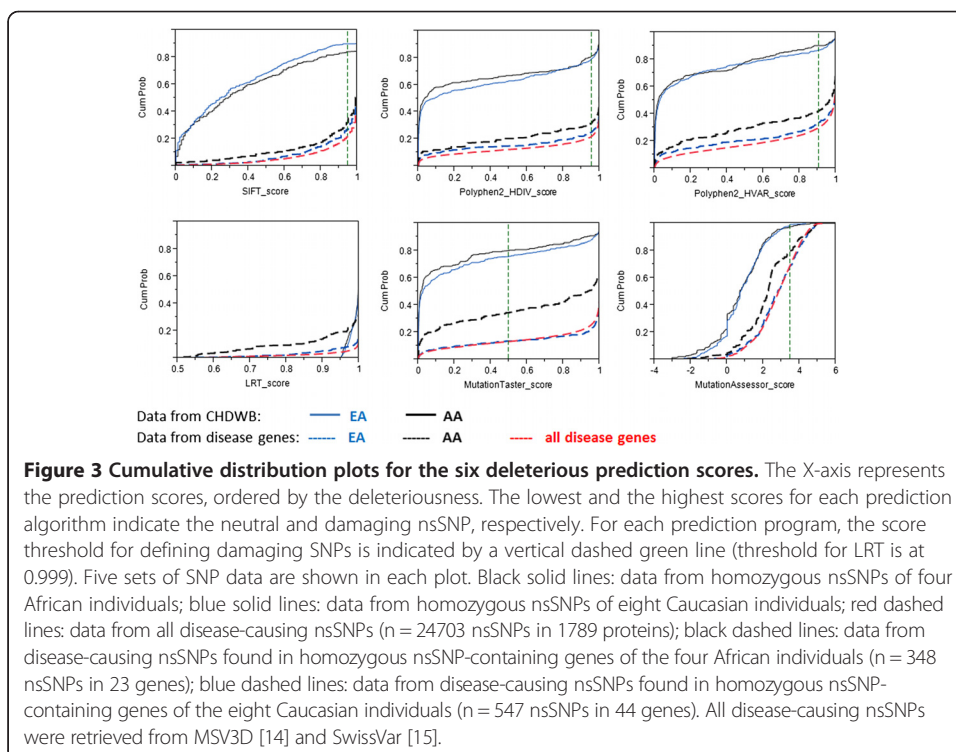 Cum Prob
0.8
0.6
0.4
0.2
0 0.2 0.4 0.6 0.8 1
SIFT_score
Cum Prob
0.8
0.6
0.4
0.2
0 0.2 0.4 0.6 0.8 1
Polyphen2_HDIV_score
Cum Prob
0.8
0.6
0.4
0.2
0 0.2 0.4 0.6 0.8 1
Polyphen2_HVAR_score
Cum Prob
0.8
0.6
0.4
0.2
0.5 0.6 0.7 0.8 0.9 1
LRT_score
Cum Prob
0.8
0.6
0.4
0.2
0 0.2 0.4 0.6 0.8 1
MutationTaster_score
Cum Prob
0.8
0.6
0.4
0.2
-4 -2 0 2 4 6
MutationAssessor_score
Data from CHDWB: EA AA
Data from disease genes: EA AA all disease genes
Figure 3 Cumulative distribution plots for the six deleterious prediction scores. The X-axis represents
the prediction scores, ordered by the deleteriousness. The lowest and the highest scores for each prediction
algorithm indicate the neutral and damaging nsSNP, respectively. For each prediction program, the score
threshold for defining damaging SNPs is indicated by a vertical dashed green line (threshold for LRT is at
0.999). Five sets of SNP data are shown in each plot. Black solid lines: data from homozygous nsSNPs of four
African individuals; blue solid lines: data from homozygous nsSNPs of eight Caucasian individuals; red dashed
lines: data from all disease-causing nsSNPs (n = 24703 nsSNPs in 1789 proteins); black dashed lines: data from
disease-causing nsSNPs found in homozygous nsSNP-containing genes of the four African individuals (n = 348
nsSNPs in 23 genes); blue dashed lines: data from disease-causing nsSNPs found in homozygous nsSNP-
containing genes of the eight Caucasian individuals (n = 547 nsSNPs in 44 genes). All disease-causing nsSNPs
were retrieved from MSV3D [14] and SwissVar [15].